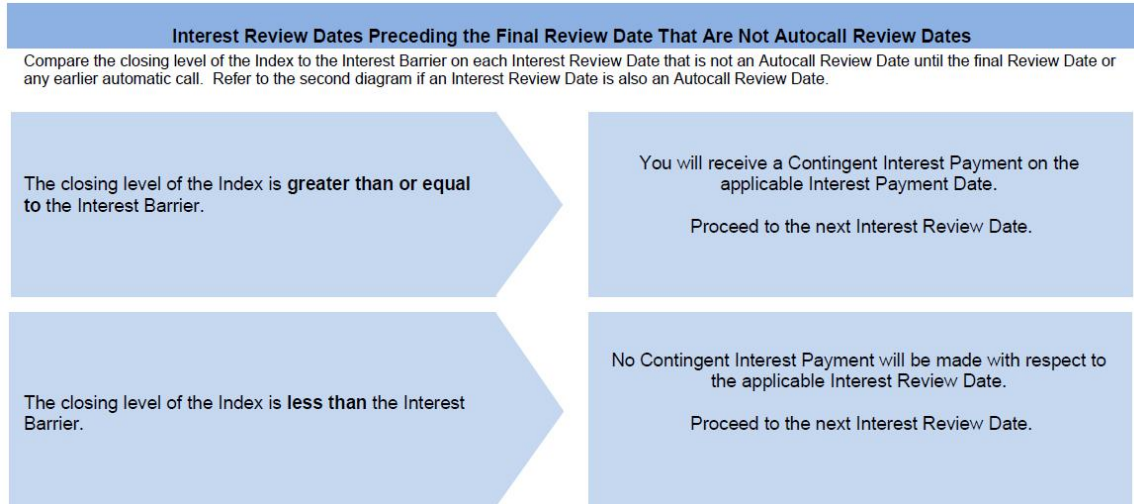 Interest Review Dates Preceding the Final Review Date That Are Not Autocall Review Dates
Compare the closing level of the Index to the Interest Barrier on each Interest Review Date that is not an Autocall Review Date until the final Review Date or
any earlier automatic call.  Refer to the second diagram if an Interest Review Date is also an Autocall Review Date.
The closing level of the Index is greater than or equal
to the Interest Barrier.
You will receive a Contingent Interest Payment on the
applicable Interest Payment Date.
Proceed to the next Interest Review Date.
The closing level of the Index is less than the Interest
Barrier.
No Contingent Interest Payment will be made with respect to
the applicable Interest Review Date.
Proceed to the next Interest Review Date.